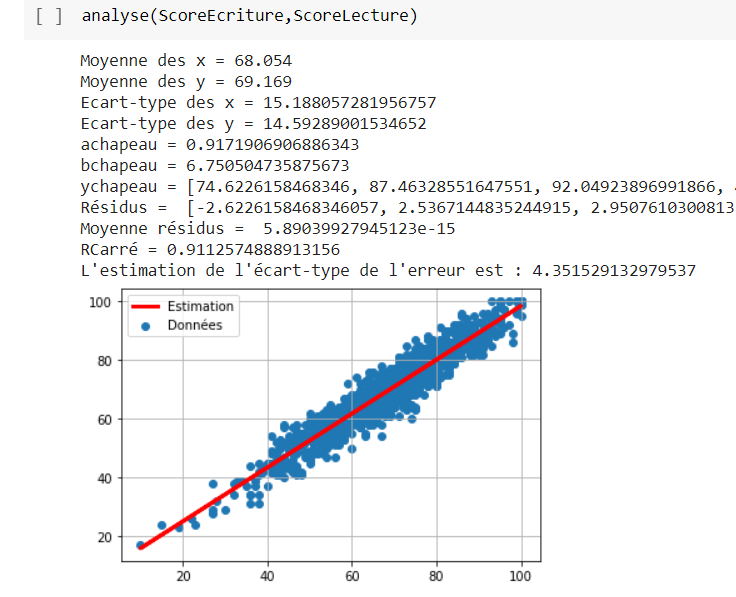 [ ] analyse(ScoreEcriture,ScoreLecture)
Moyenne des x = 68.054
Moyenne des y = 69.169
Ecart-type des x = 15.188057281956757
Ecart-type des y = 14.59289001534652
achapeau = 0.9171906906886343
bchapeau = 6.750504735875673
ychapeau = [74.6226158468346, 87.46328551647551, 92.04923896991866,
Résidus =  [-2.6226158468346057, 2.5367144835244915, 2.9507610300813
Moyenne résidus =  5.89039927945123e-15
RCarré = 0.9112574888913156
L'estimation de l'écart-type de l'erreur est : 4.351529132979537
Estimation
Données
100
80
60
40
20
20 40 60 80 100